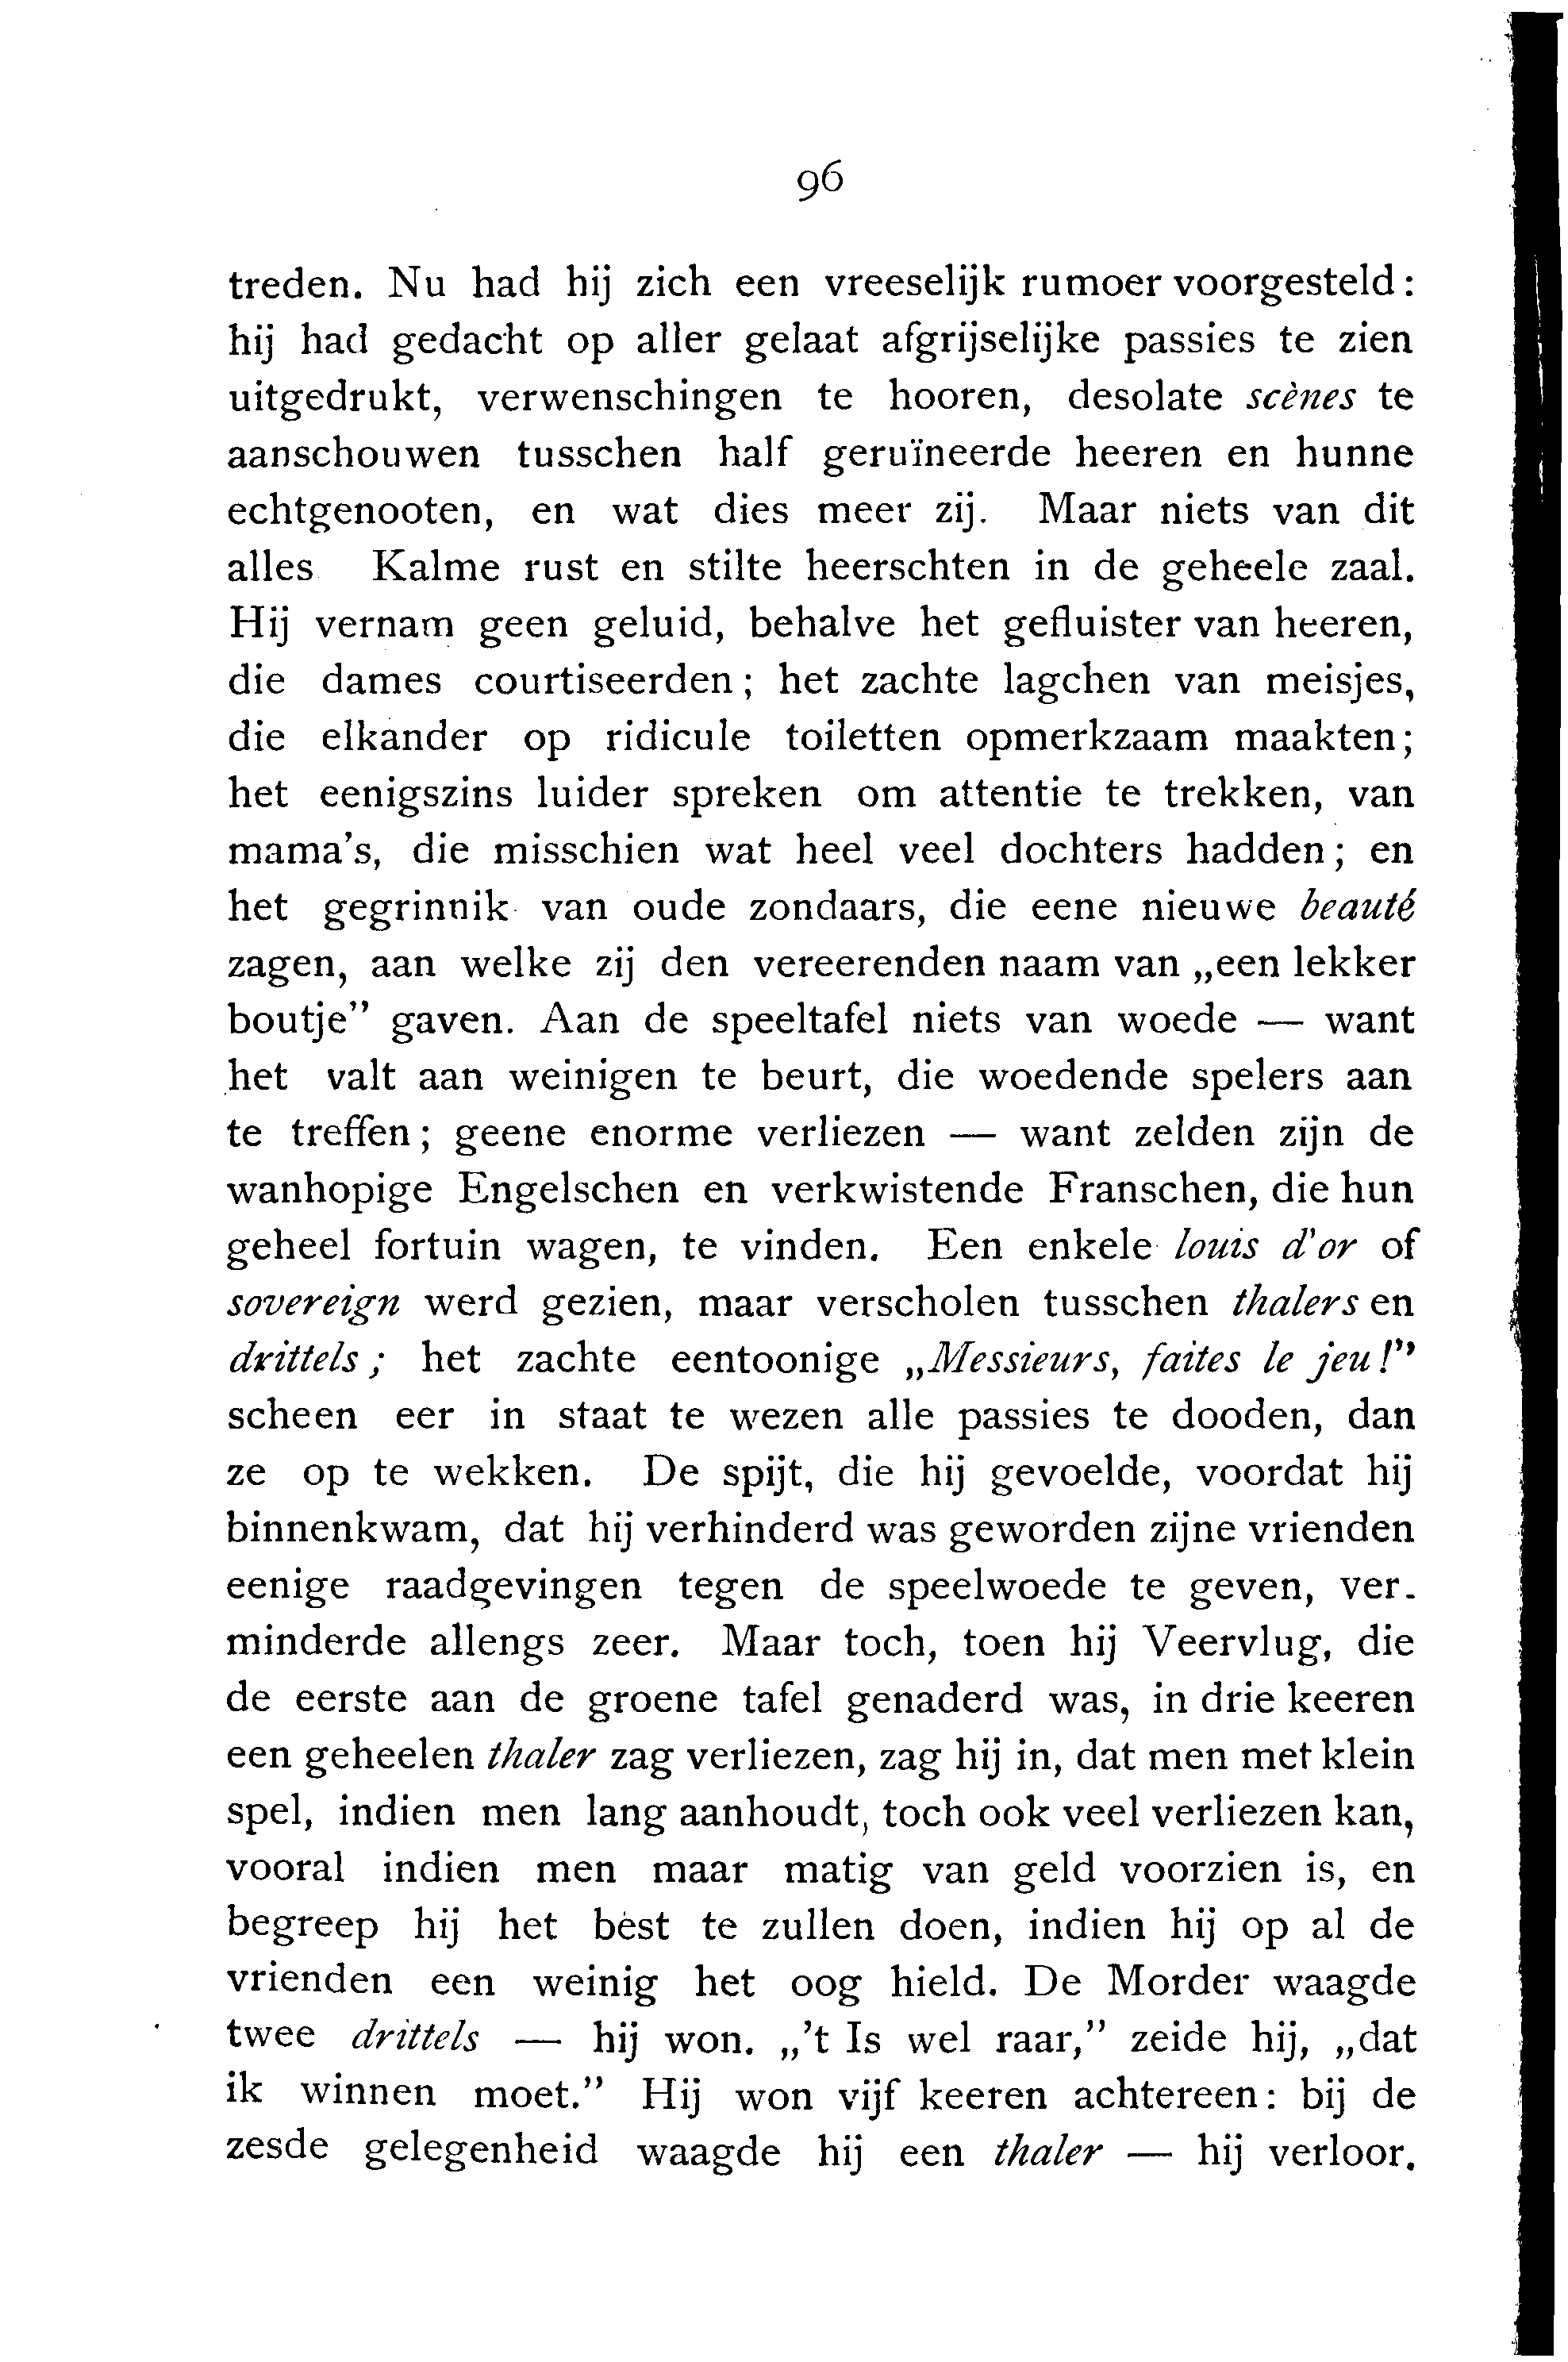 96
treden. Nu had hij zich een vreeselijk rumoer voorgesteld:
hij had gedacht op aller gelaat afgrijselijke passies te zien
uitgedrukt, verwenschingen te hooren, desolate scènes te
aanschouwen tusschen half geruïneerde heeren en hunne
echtgenooten, en wat dies meer zij. Maar niets van dit
alles Kalme rust en stilte heerschten in de geheele zaal.
Hij vernam geen geluid, behalve het gefluister van heeren,
die dames courtiseerden; het zachte lagchen van meisjes,
die elkander op ridicule toiletten opmerkzaam maakten;
het eenigszins luider spreken om attentie te trekken, van
mama's, die misschien wat heel veel dochters hadden; en
het gegrinnik van oude zondaars, die eene nieuwe beauté
zagen, aan welke zij den vereerenden naam van „een lekker
boutje” gaven. Aan de speeltafel niets van woede — want
het valt aan weinigen te beurt, die woedende spelers aan
te treffen; geene enorme verliezen — want zelden zijn de
wanhopige Engelschen en verkwistende Franschen, die hun
geheel fortuin wagen, te vinden. Een enkele louis d'or of
sovereign werd gezien, maar verscholen tusschen thalers en
drittels; het zachte eentoonige „Messieurs, faites le jeu!”
scheen eer in staat te wezen alle passies te dooden, dan
ze op te wekken. De spijt, die hij gevoelde, voordat hij
binnenkwam, dat hij verhinderd was geworden zijne vrienden
eenige raadgevingen tegen de speelwoede te geven, ver-
minderde allengs zeer. Maar toch, toen hij Veervlug, die
de eerste aan de groene tafel genaderd was, in drie keeren
een geheelen thaler zag verliezen, zag hij in, dat men met klein
spel, indien men lang aanhoudt, toch ook veel verliezen kan,
vooral indien men maar matig van geld voorzien is, en
begreep hij het best te zullen doen, indien hij op al de
vrienden een weinig het oog hield. De Morder waagde
twee drittels — hij won. „'t Is wel raar,” zeide hij, „dat
ik winnen moet.” Hij won vijf keeren achtereen: bij de
zesde gelegenheid waagde hij een thaler — hij verloor.